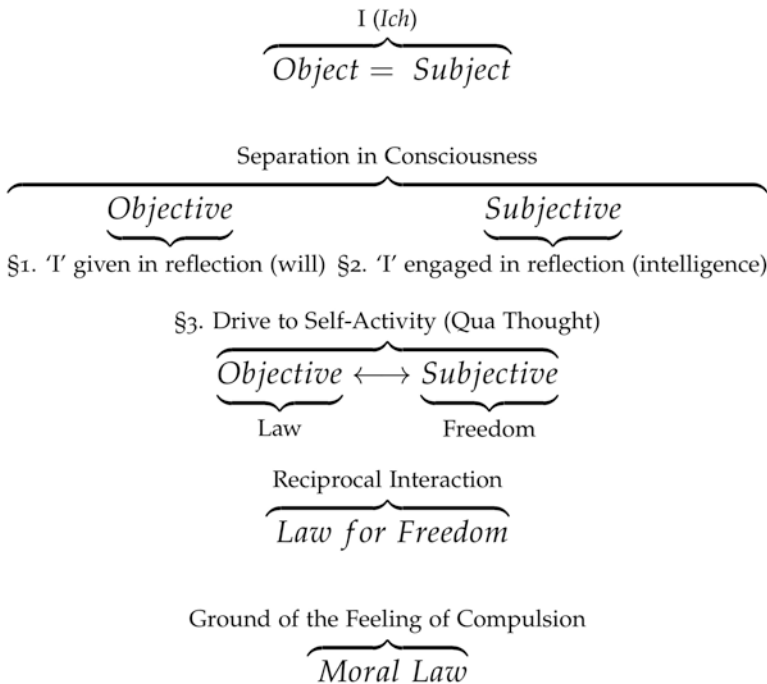 I (Ich)
Object = Subject
Separation in Consciousness
Objective Subjective
§1. ‘I’ given in reflection (will) §2. ‘I’ engaged in reflection (intelligence)
§3. Drive to Self-Activity (Qua Thought)
Objective ⟷ Subjective
Law Freedom
Reciprocal Interaction
Law for Freedom
Ground of the Feeling of Compulsion
Moral Law